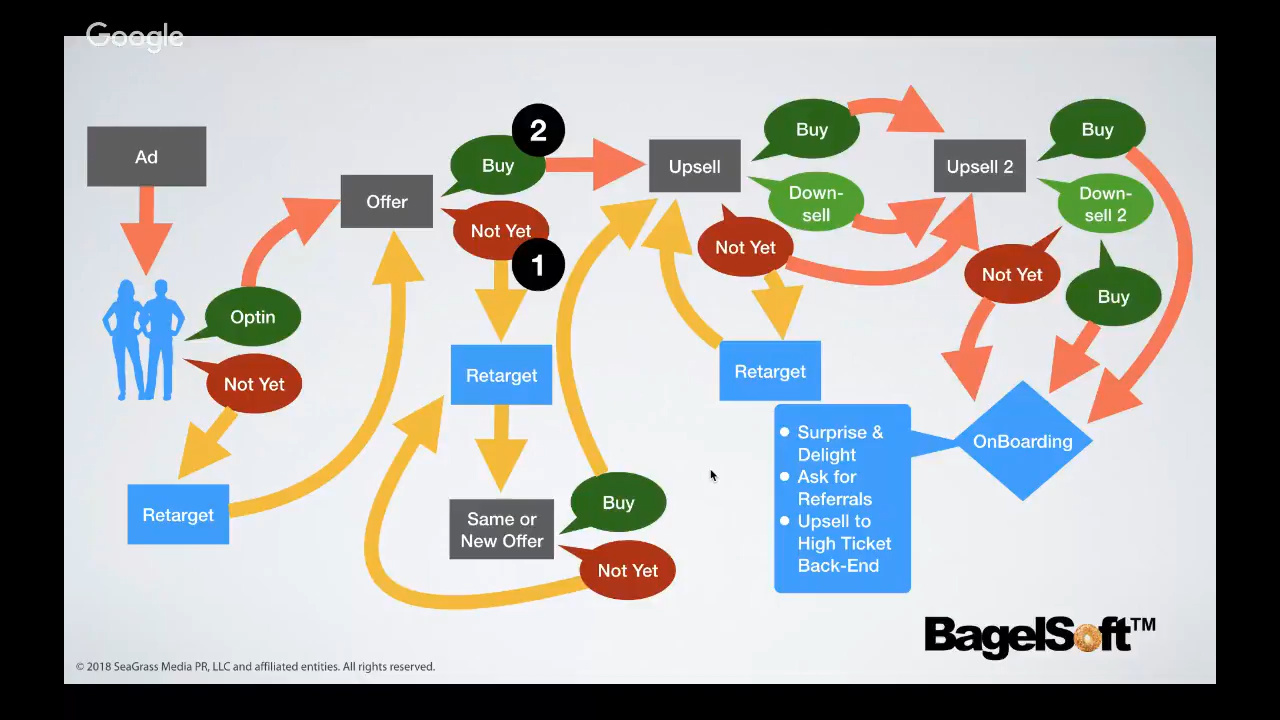 Google
Ad
Optin
Not Yet
Retarget
Offer
Buy
2
Not Yet
1
Retarget
Same or
New Offer
Buy
Not Yet
Upsell
Buy
Down-
sell
Not Yet
Retarget
Upsell 2
Buy
Down-
sell 2
Not Yet
Buy
OnBoarding
● Surprise &
Delight
● Ask for
Referrals
● Upsell to
High Ticket
Back-End
BagelSoft™
© 2018 SeaGrass Media PR, LLC and affiliated entities. All rights reserved.